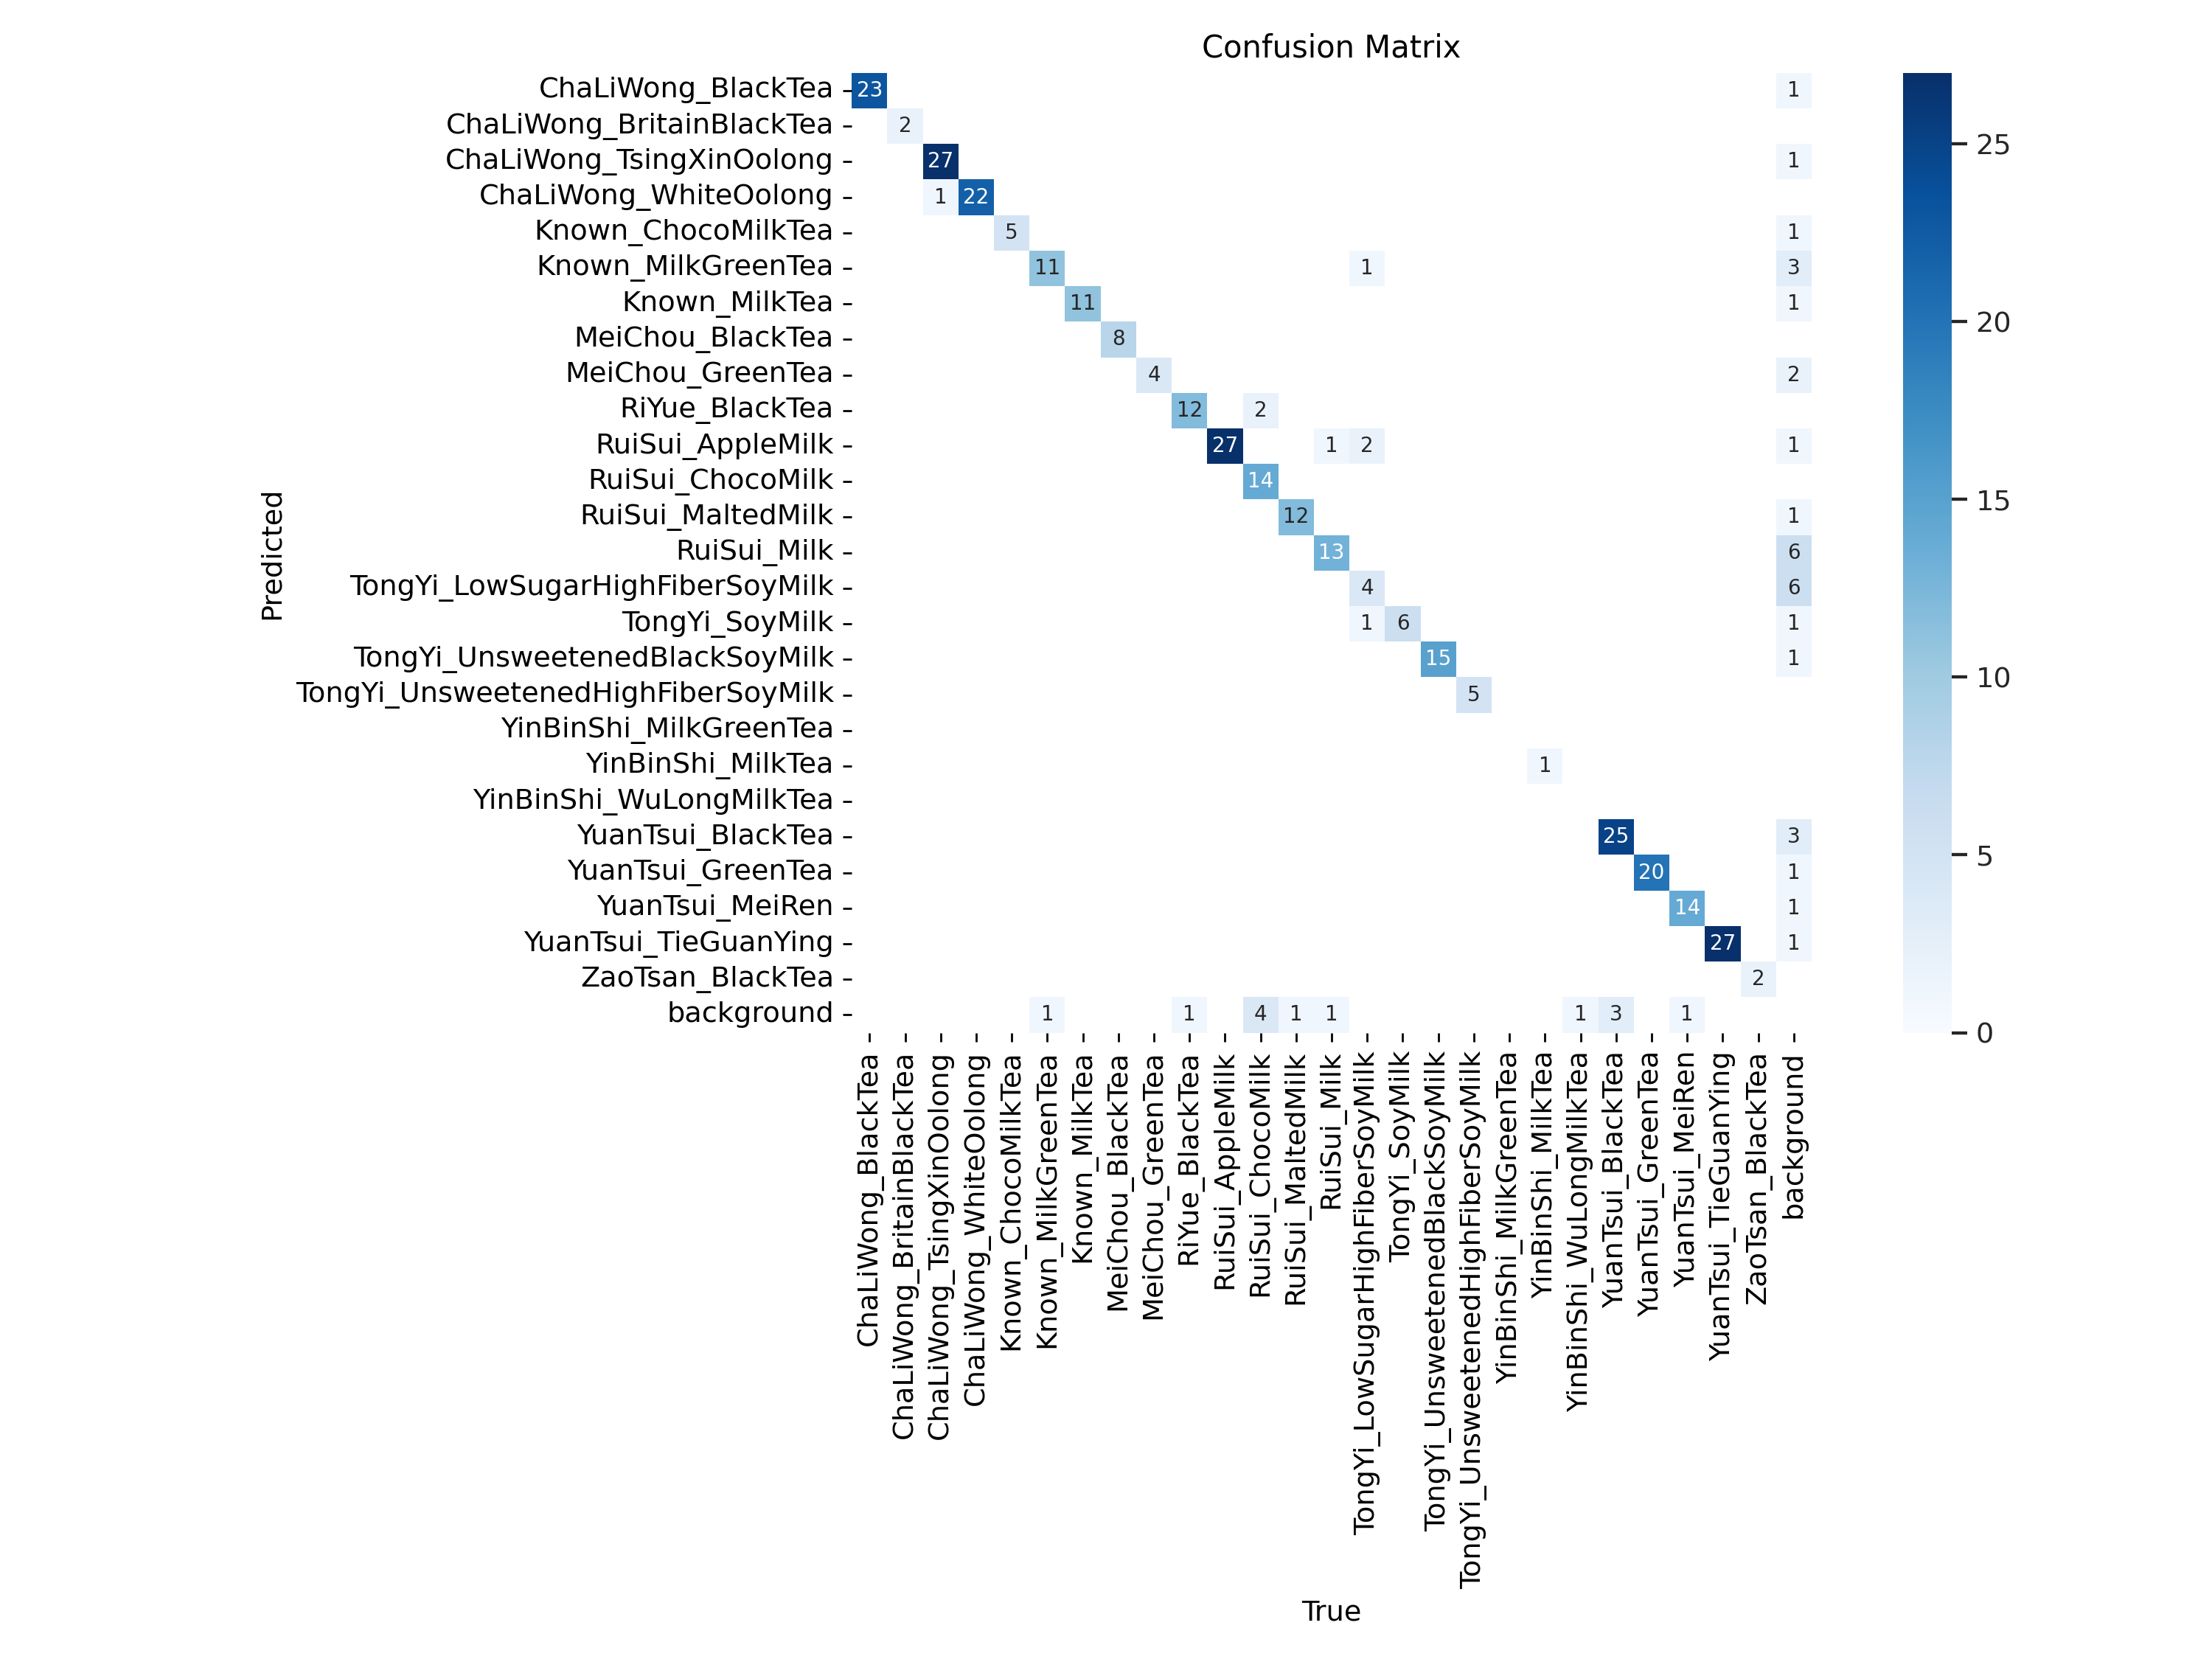 Confusion Matrix
ChaLiWong_BlackTea 23 1
ChaLiWong_BritainBlackTea 2
ChaLiWong_TsingXinOolong 27 1
ChaLiWong_WhiteOolong 1 22
Known_ChocoMilkTea 5 1
Known_MilkGreenTea 11 1 3
Known_MilkTea 11 1
MeiChou_BlackTea 8
MeiChou_GreenTea 4 2
RiYue_BlackTea 12 2
RuiSui_AppleMilk 27 1 2 1
RuiSui_ChocoMilk 14
RuiSui_MaltedMilk 12 1
RuiSui_Milk 13 6
TongYi_LowSugarHighFiberSoyMilk 4 6
TongYi_SoyMilk 1 6 1
TongYi_UnsweetenedBlackSoyMilk 15 1
TongYi_UnsweetenedHighFiberSoyMilk 5
YinBinShi_MilkGreenTea
YinBinShi_MilkTea 1
YinBinShi_WuLongMilkTea
YuanTsui_BlackTea 25 3
YuanTsui_GreenTea 20 1
YuanTsui_MeiRen 14 1
YuanTsui_TieGuanYing 27 1
ZaoTsan_BlackTea 2
background 1 1 4 1 1 1 3 1
Predicted
ChaLiWong_BlackTea
ChaLiWong_BritainBlackTea
ChaLiWong_TsingXinOolong
ChaLiWong_WhiteOolong
Known_ChocoMilkTea
Known_MilkGreenTea
Known_MilkTea
MeiChou_BlackTea
MeiChou_GreenTea
RiYue_BlackTea
RuiSui_AppleMilk
RuiSui_ChocoMilk
RuiSui_MaltedMilk
RuiSui_Milk
TongYi_LowSugarHighFiberSoyMilk
TongYi_SoyMilk
TongYi_UnsweetenedBlackSoyMilk
TongYi_UnsweetenedHighFiberSoyMilk
YinBinShi_MilkGreenTea
YinBinShi_MilkTea
YinBinShi_WuLongMilkTea
YuanTsui_BlackTea
YuanTsui_GreenTea
YuanTsui_MeiRen
YuanTsui_TieGuanYing
ZaoTsan_BlackTea
background
True
25
20
15
10
5
0